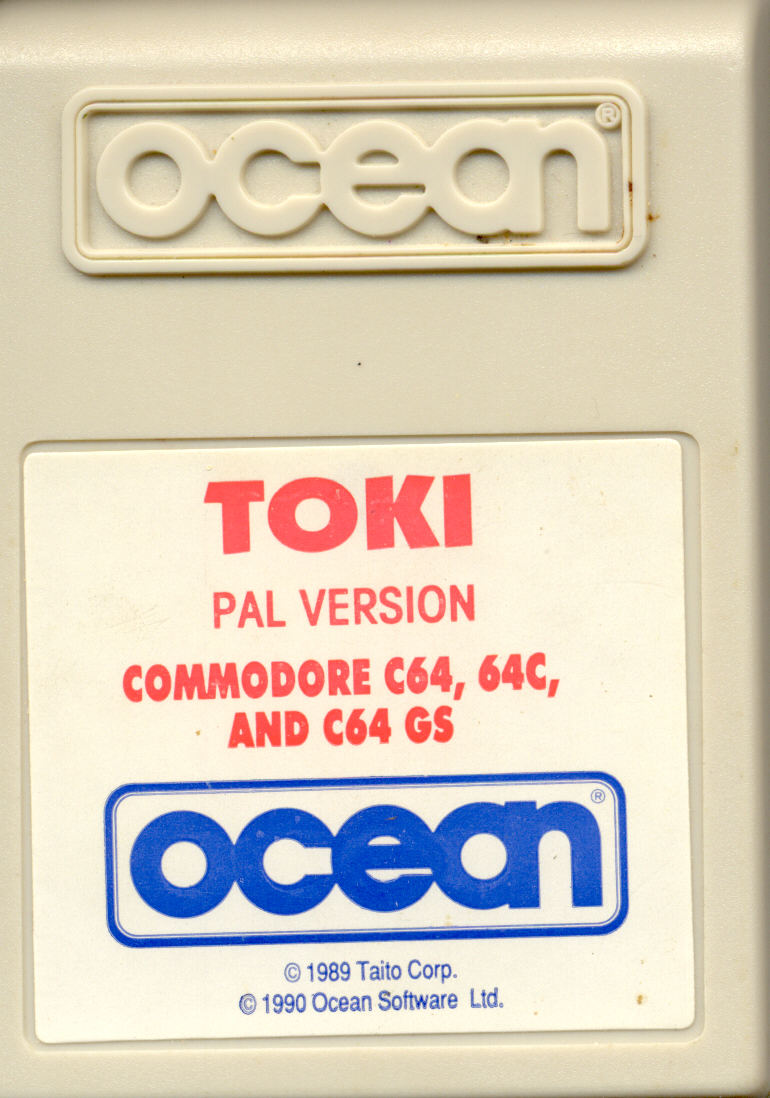 ocean®
TOKI
PAL VERSION
COMMODORE C64, 64C,
AND C64 GS
ocean®
© 1989 Taito Corp.
© 1990 Ocean Software Ltd.